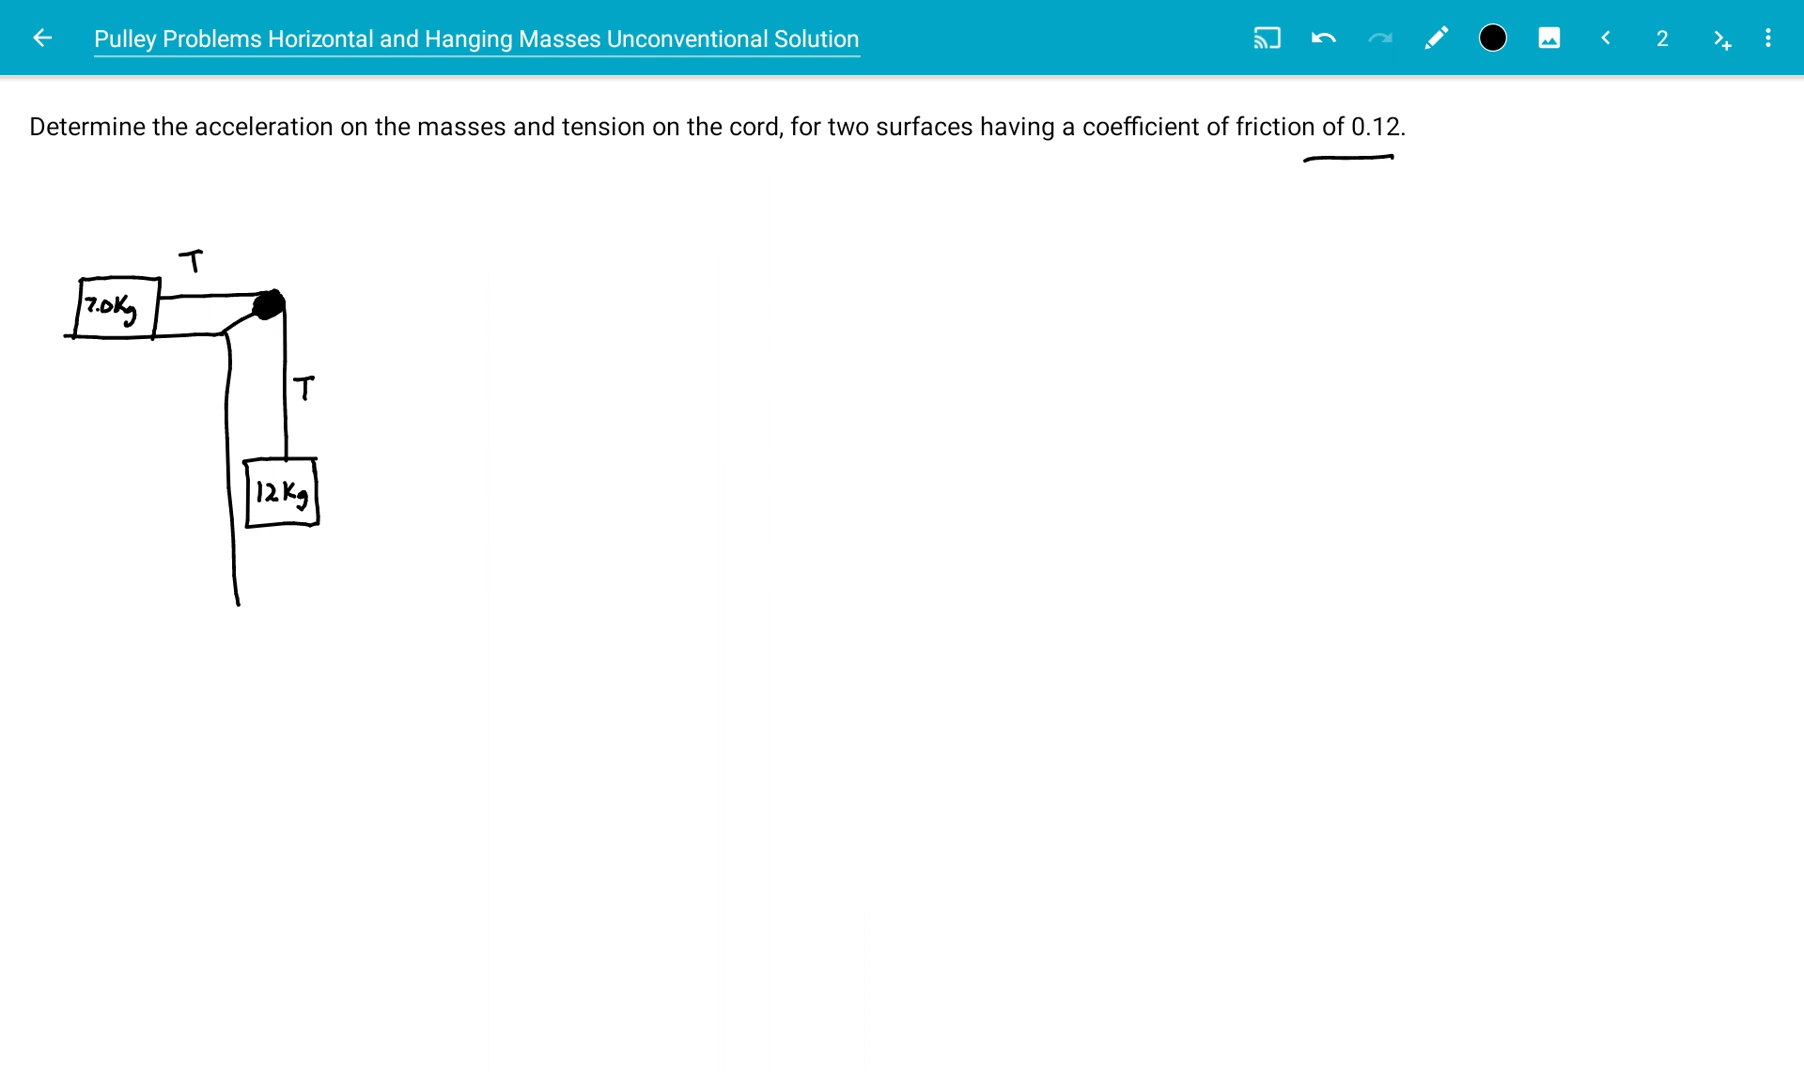 Pulley Problems Horizontal and Hanging Masses Unconventional Solution
2
Determine the acceleration on the masses and tension on the cord, for two surfaces having a coefficient of friction of 0.12.
T
7.0Kg
T
12Kg